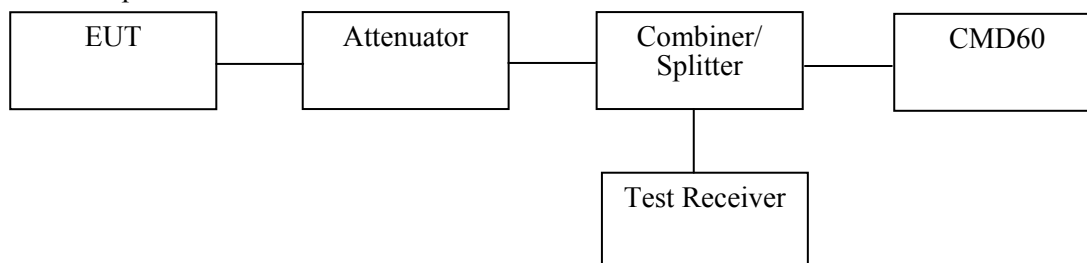 EUT
Attenuator
Combiner/
Splitter
CMD60
Test Receiver